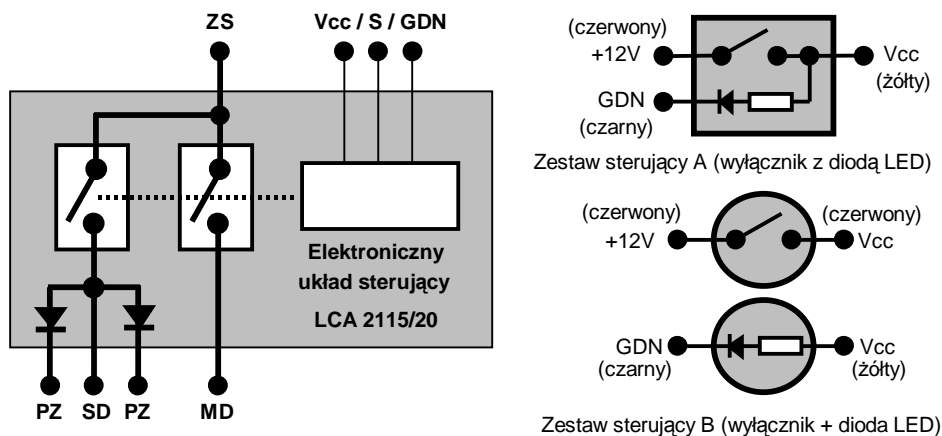 ZS
Vcc / S / GDN
Elektroniczny
układ sterujący
LCA 2115/20
PZ SD PZ MD
(czerwony)
+12V
Vcc
(żółty)
GDN
(czarny)
Zestaw sterujący A (wyłącznik z diodą LED)
(czerwony) (czerwony)
+12V Vcc
GDN Vcc
(czarny) (żółty)
Zestaw sterujący B (wyłącznik + dioda LED)